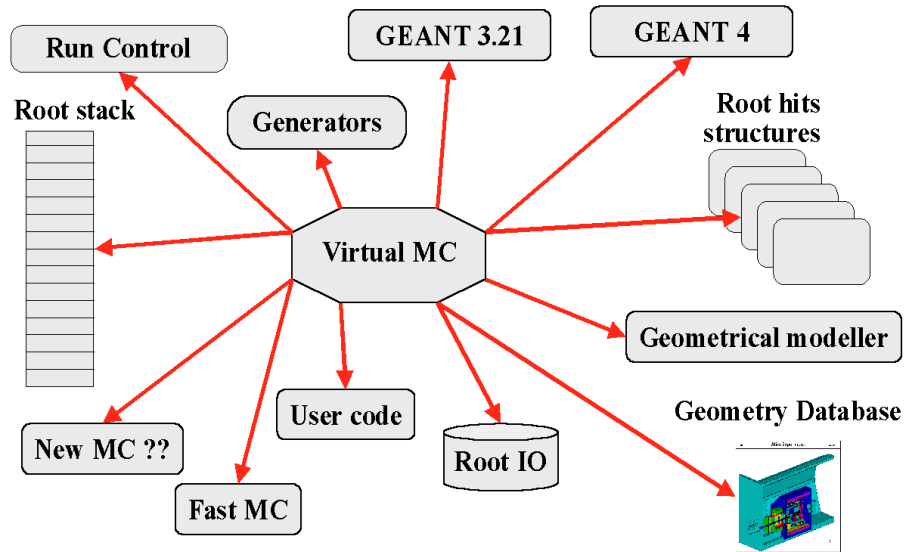 GEANT 3.21
GEANT 4
Run Control
Root stack
Generators
Root hits
structures
Virtual MC
Geometrical modeller
User code
Geometry Database
New MC ??
Root IO
Fast MC